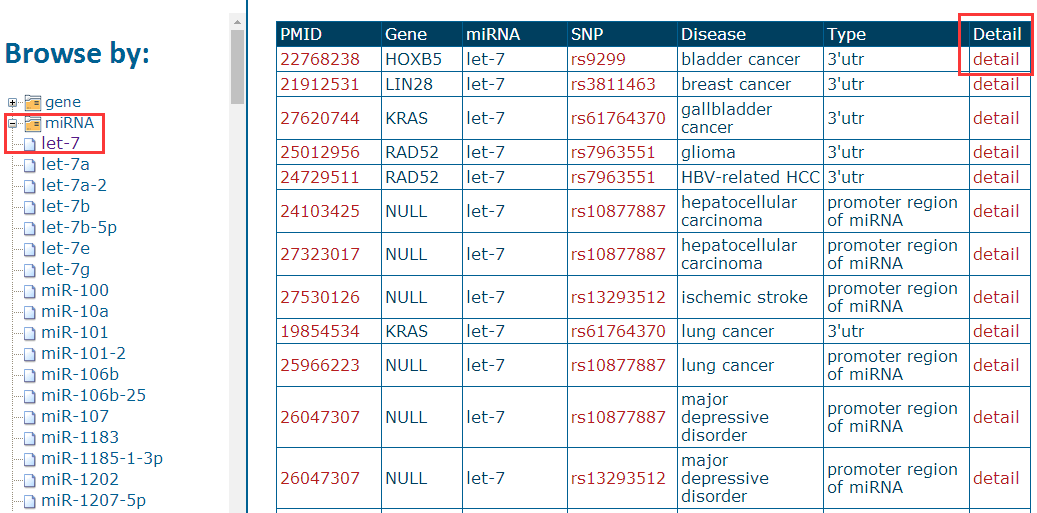 Browse by:
gene
miRNA
let-7
let-7a
let-7a-2
let-7b
let-7b-5p
let-7e
let-7g
miR-100
miR-10a
miR-101
miR-101-2
miR-106b
miR-106b-25
miR-107
miR-1183
miR-1185-1-3p
miR-1202
miR-1207-5p
PMID Gene miRNA SNP Disease Type Detail
22768238 HOXB5 let-7 rs9299 bladder cancer 3'utr detail
21912531 LIN28 let-7 rs3811463 breast cancer 3'utr detail
27620744 KRAS let-7 rs61764370 gallbladder
cancer 3'utr detail
25012956 RAD52 let-7 rs7963551 glioma 3'utr detail
24729511 RAD52 let-7 rs7963551 HBV-related HCC 3'utr detail
24103425 NULL let-7 rs10877887 hepatocellular
carcinoma promoter region
of miRNA detail
27323017 NULL let-7 rs10877887 hepatocellular
carcinoma promoter region
of miRNA detail
27530126 NULL let-7 rs13293512 ischemic stroke promoter region
of miRNA detail
19854534 KRAS let-7 rs61764370 lung cancer 3'utr detail
25966223 NULL let-7 rs10877887 lung cancer promoter region
of miRNA detail
26047307 NULL let-7 rs10877887 major
depressive
disorder promoter region
of miRNA detail
26047307 NULL let-7 rs13293512 major
depressive
disorder promoter region
of miRNA detail